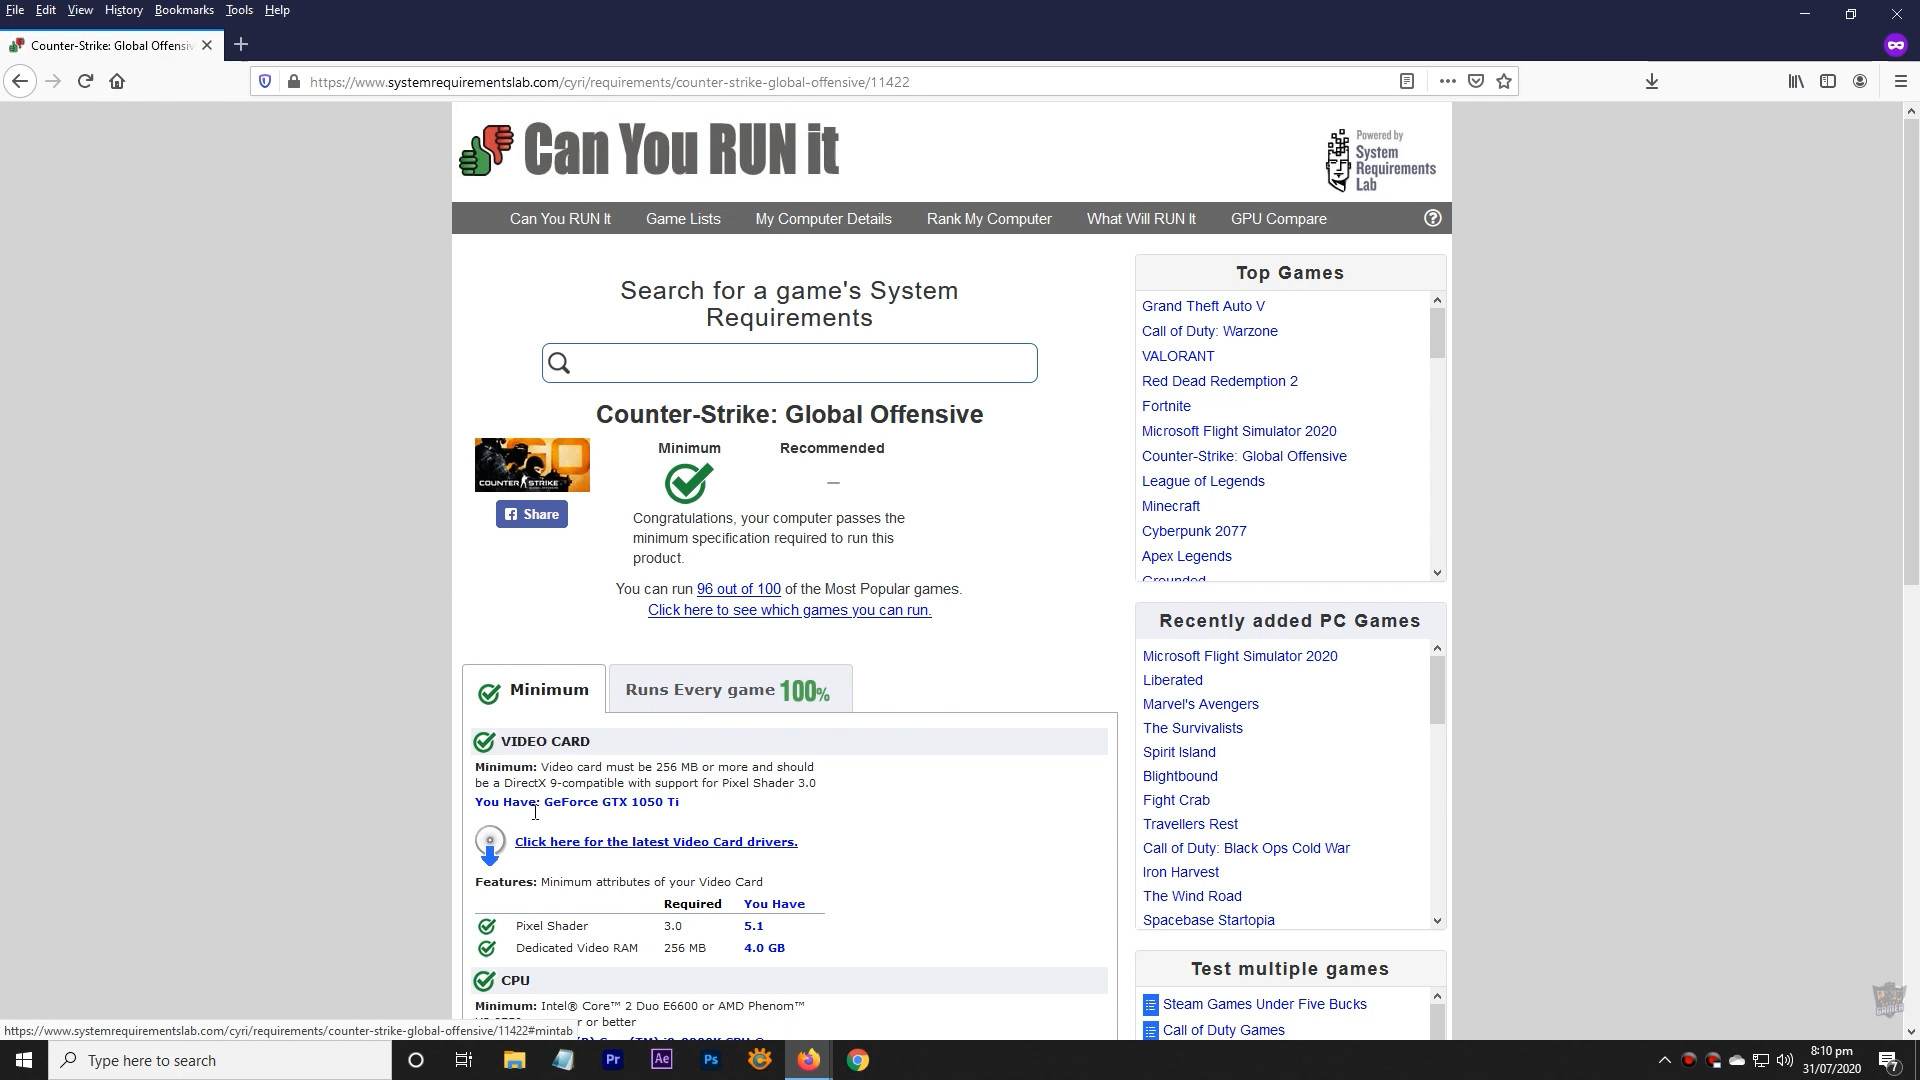 File Edit View History Bookmarks Tools Help
Counter-Strike: Global Offensiv
https://www.systemrequirementslab.com/cyri/requirements/counter-strike-global-offensive/11422
Can You RUN it
Powered by
System
Requirements
Lab
Can You RUN It Game Lists My Computer Details Rank My Computer What Will RUN It GPU Compare
Search for a game's System
Requirements
Counter-Strike: Global Offensive
Minimum Recommended
GO
COUNTER STRIKE
Share
—
Congratulations, your computer passes the
minimum specification required to run this
product.
You can run 96 out of 100 of the Most Popular games.
Click here to see which games you can run.
Minimum
Runs Every game 100%
VIDEO CARD
Minimum: Video card must be 256 MB or more and should
be a DirectX 9-compatible with support for Pixel Shader 3.0
You Have: GeForce GTX 1050 Ti
Click here for the latest Video Card drivers.
Features: Minimum attributes of your Video Card
Required You Have
Pixel Shader 3.0 5.1
Dedicated Video RAM 256 MB 4.0 GB
CPU
Minimum: Intel® Core™ 2 Duo E6600 or AMD Phenom™
or better
Top Games
Grand Theft Auto V
Call of Duty: Warzone
VALORANT
Red Dead Redemption 2
Fortnite
Microsoft Flight Simulator 2020
Counter-Strike: Global Offensive
League of Legends
Minecraft
Cyberpunk 2077
Apex Legends
Grounded
Recently added PC Games
Microsoft Flight Simulator 2020
Liberated
Marvel's Avengers
The Survivalists
Spirit Island
Blightbound
Fight Crab
Travellers Rest
Call of Duty: Black Ops Cold War
Iron Harvest
The Wind Road
Spacebase Startopia
Test multiple games
Steam Games Under Five Bucks
Call of Duty Games
GAMER
https://www.systemrequirementslab.com/cyri/requirements/counter-strike-global-offensive/11422#mintab
Type here to search
Pr Ae Ps
8:10 pm
31/07/2020
7